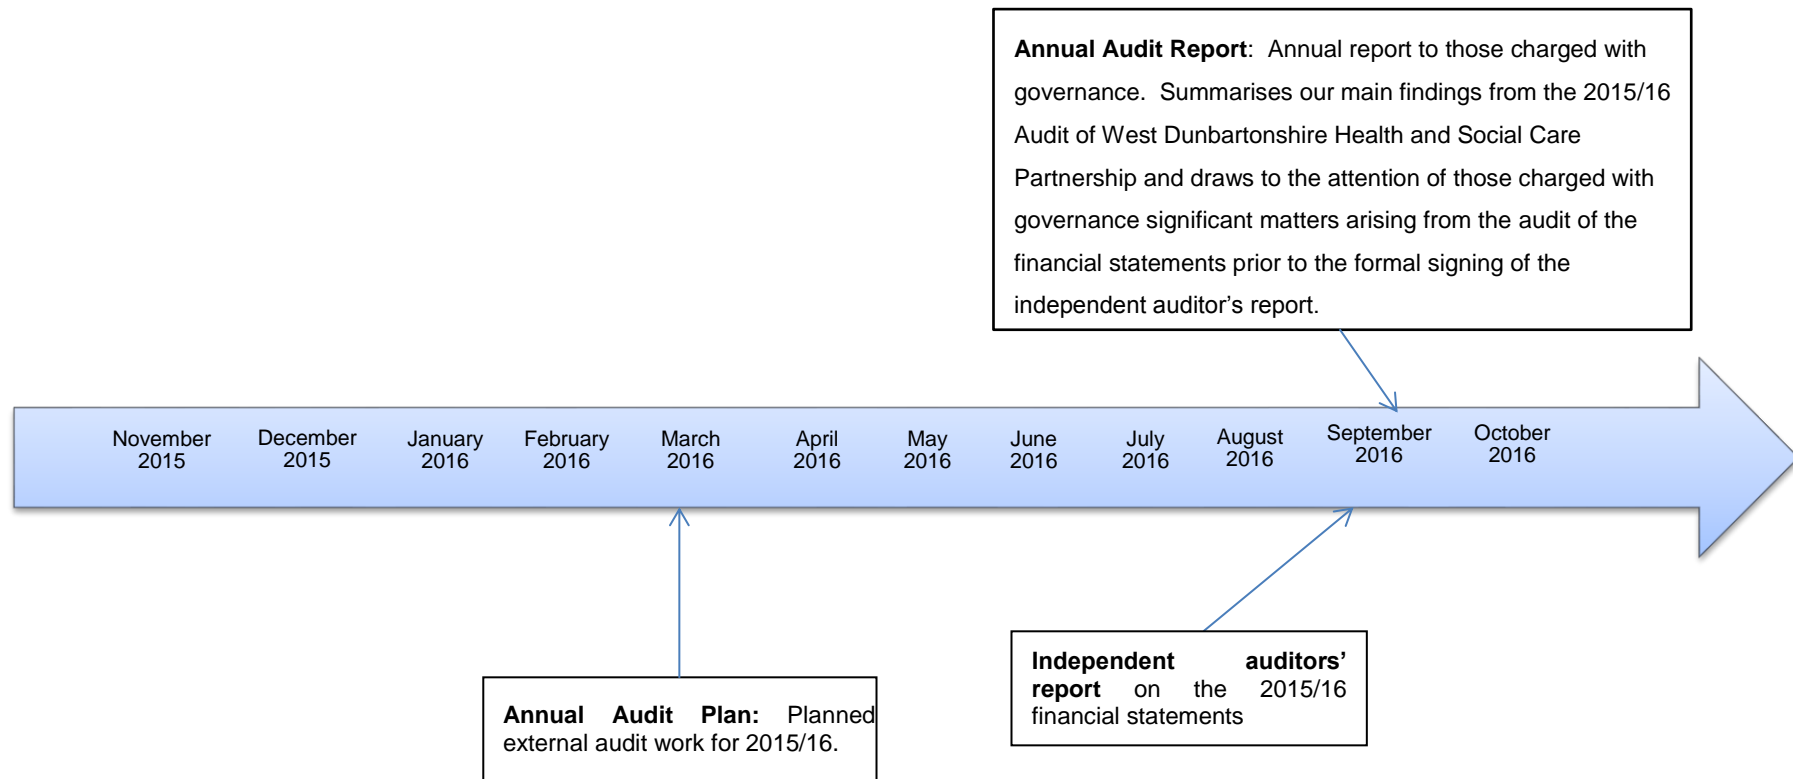 Annual Audit Report:  Annual report to those charged with
governance.  Summarises our main findings from the 2015/16
Audit of West Dunbartonshire Health and Social Care
Partnership and draws to the attention of those charged with
governance significant matters arising from the audit of the
financial statements prior to the formal signing of the
independent auditor’s report.
November
2015
December
2015
January
2016
February
2016
March
2016
April
2016
May
2016
June
2016
July
2016
August
2016
September
2016
October
2016
Annual Audit Plan: Planned
external audit work for 2015/16.
Independent auditors’
report on the 2015/16
financial statements